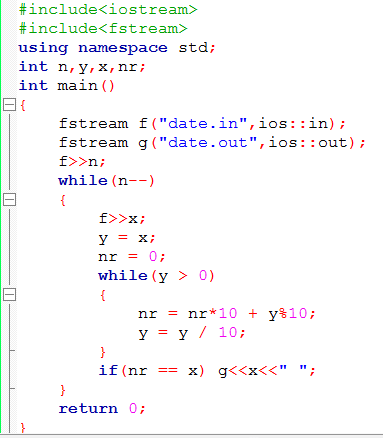 #include<iostream>
#include<fstream>
using namespace std;
int n,y,x,nr;
int main()
{
fstream f("date.in",ios::in);
fstream g("date.out",ios::out);
f>>n;
while(n--)
{
f>>x;
y = x;
nr = 0;
while(y > 0)
{
nr = nr*10 + y%10;
y = y / 10;
}
if(nr == x) g<<x<<" ";
}
return 0;
}